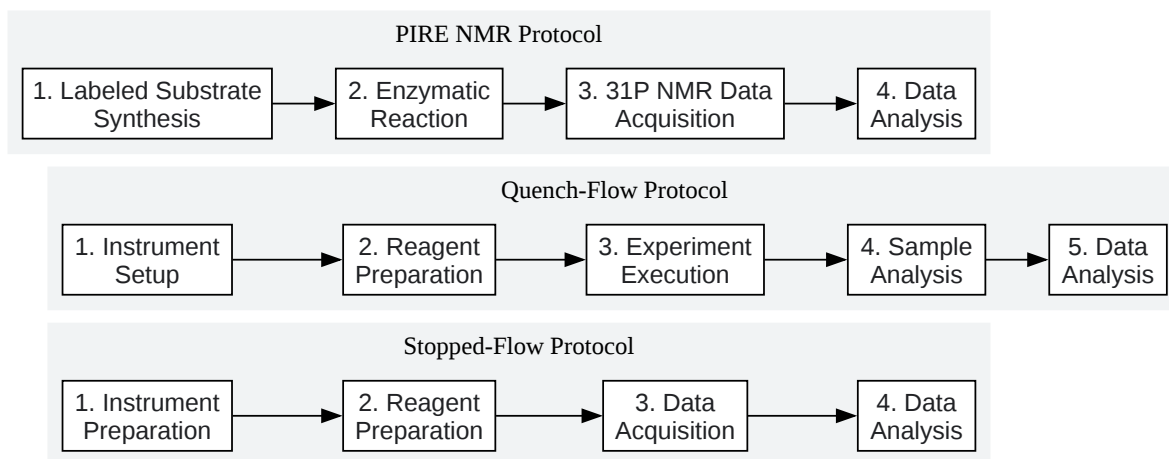 PIRE NMR Protocol
1. Labeled Substrate
Synthesis
2. Enzymatic
Reaction
3. 31P NMR Data
Acquisition
4. Data
Analysis
Quench-Flow Protocol
1. Instrument
Setup
2. Reagent
Preparation
3. Experiment
Execution
4. Sample
Analysis
5. Data
Analysis
Stopped-Flow Protocol
1. Instrument
Preparation
2. Reagent
Preparation
3. Data
Acquisition
4. Data
Analysis